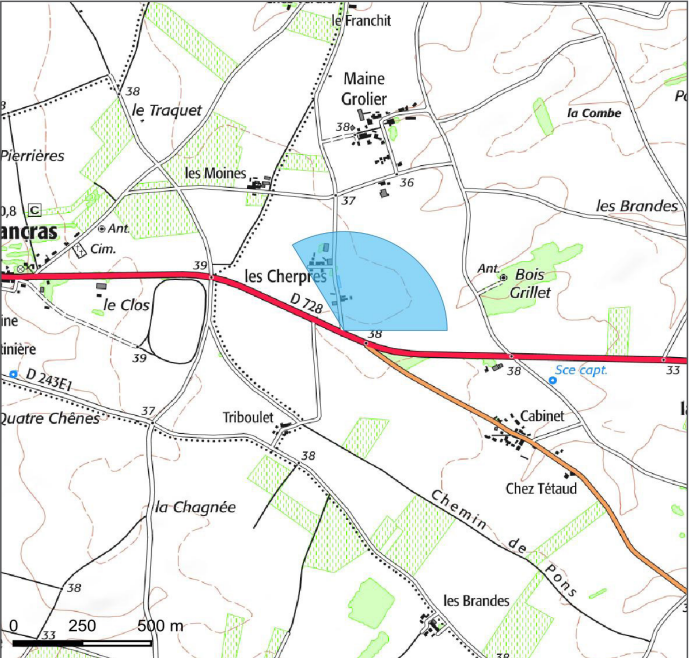 le Franchit
Maine
Grolier
38
le Traquet
38
la Combe
Pierrières
les Moines
36
37
les Brandes
0,8
C
Ant.
ancras
Cim.
39
les Cherpres
Ant.
Bois
Grillet
le Clos
D 728
38
ine
39
tinière
38
Sce capt.
33
D 243E1
Quatre Chênes
37
Triboulet
Cabinet
38
Chez Tétaud
la Chagnée
Chemin de Pons
38
les Brandes
0 250 500 m
33
38